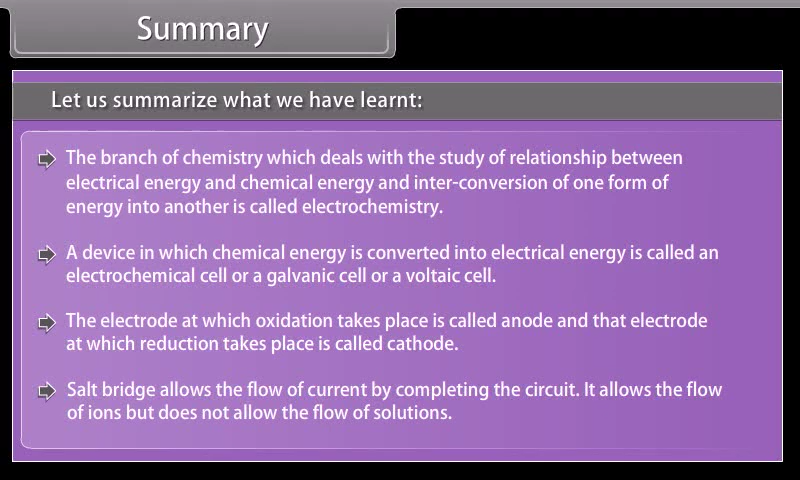 Summary
Let us summarize what we have learnt:
The branch of chemistry which deals with the study of relationship between
electrical energy and chemical energy and inter-conversion of one form of
energy into another is called electrochemistry.
A device in which chemical energy is converted into electrical energy is called an
electrochemical cell or a galvanic cell or a voltaic cell.
The electrode at which oxidation takes place is called anode and that electrode
at which reduction takes place is called cathode.
Salt bridge allows the flow of current by completing the circuit. It allows the flow
of ions but does not allow the flow of solutions.